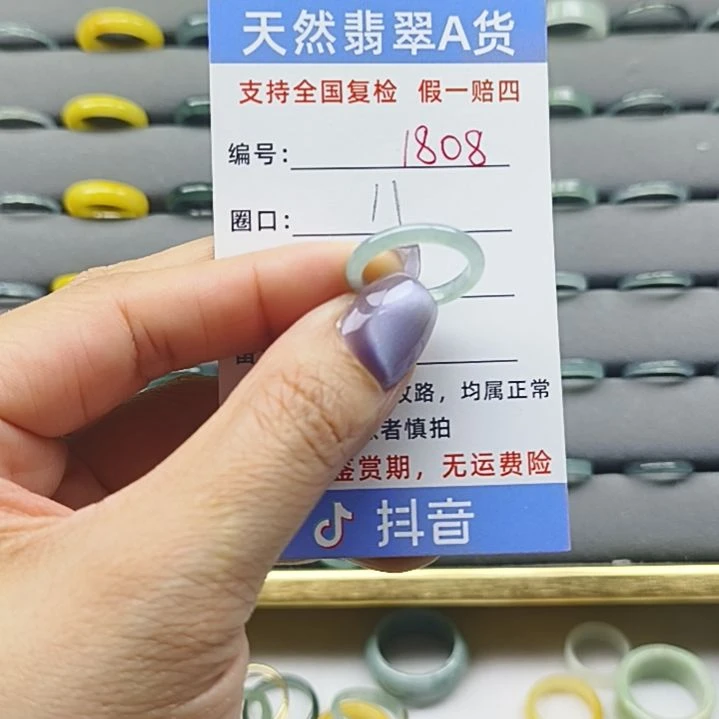 天然翡翠A货
支持全国复检 假一赔四
编号: 1808
圈口: 11
路，均属正常
者慎拍
鉴赏期，无运费险
抖音